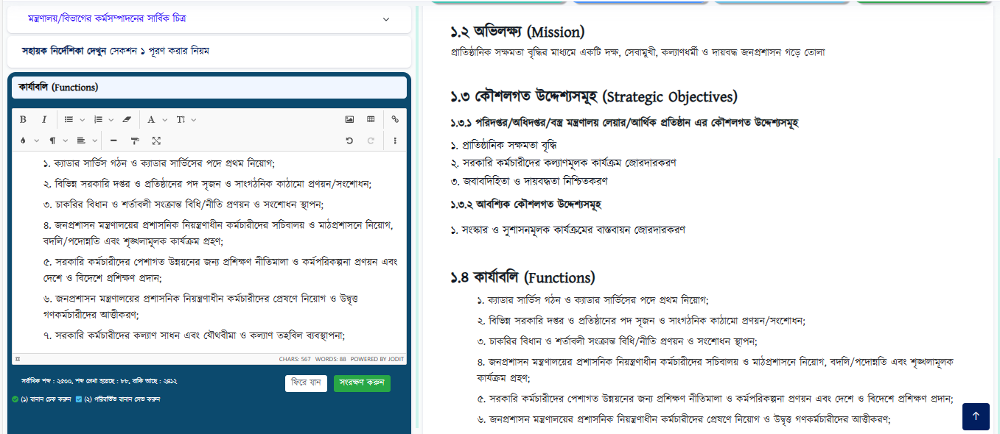 মন্ত্রণালয়/বিভাগের কর্মসম্পাদনের সার্বিক চিত্র
সহায়ক নির্দেশিকা দেখুন সেকশন ১ পূরণ করার নিয়ম
কার্যাবলি (Functions)
১. ক্যাডার সার্ভিস গঠন ও ক্যাডার সার্ভিসের পদে প্রথম নিয়োগ;
২. বিভিন্ন সরকারি দপ্তর ও প্রতিষ্ঠানের পদ সৃজন ও সাংগঠনিক কাঠামো প্রণয়ন/সংশোধন;
৩. চাকরির বিধান ও শর্তাবলী সংক্রান্ত বিধি/নীতি প্রণয়ন ও সংশোধন স্থাপন;
৪. জনপ্রশাসন মন্ত্রণালয়ের প্রশাসনিক নিয়ন্ত্রণাধীন কর্মচারীদের সচিবালয় ও মাঠপ্রশাসনে নিয়োগ,
বদলি/পদোন্নতি এবং শৃঙ্খলামূলক কার্যক্রম প্রহণ;
৫. সরকারি কর্মচারীদের পেশাগত উন্নয়নের জন্য প্রশিক্ষণ নীতিমালা ও কর্মপরিকল্পনা প্রণয়ন এবং
দেশে ও বিদেশে প্রশিক্ষণ প্রদান;
৬. জনপ্রশাসন মন্ত্রণালয়ের প্রশাসনিক নিয়ন্ত্রণাধীন কর্মচারীদের প্রেষণে নিয়োগ ও উদ্বৃত্ত
গণকর্মচারীদের আত্তীকরণ;
৭. সরকারি কর্মচারীদের কল্যাণ সাধন এবং যৌথবীমা ও কল্যাণ তহবিল ব্যবস্থাপনা;
CHARS: 567 WORDS: 88 POWERED BY JODIT
সর্বাধিক শব্দ : ২৫০০, শব্দ লেখা হয়েছে : ৮৮, বাকি আছে : ২৪১২
ফিরে যান
সংরক্ষণ করুন
(১) বানান চেক করুন (২) পরিবর্তিত বানান সেভ করুন
১.২ অভিলক্ষ্য (Mission)
প্রাতিষ্ঠানিক সক্ষমতা বৃদ্ধির মাধ্যমে একটি দক্ষ, সেবামুখী, কল্যাণধর্মী ও দায়বদ্ধ জনপ্রশাসন গড়ে তোলা
১.৩ কৌশলগত উদ্দেশ্যসমূহ (Strategic Objectives)
১.৩.১ পরিদপ্তর/অধিদপ্তর/বস্ত্র মন্ত্রণালয় লেয়ার/আর্থিক প্রতিষ্ঠান এর কৌশলগত উদ্দেশ্যসমূহ
১. প্রাতিষ্ঠানিক সক্ষমতা বৃদ্ধি
২. সরকারি কর্মচারীদের কল্যাণমূলক কার্যক্রম জোরদারকরণ
৩. জবাবদিহিতা ও দায়বদ্ধতা নিশ্চিতকরণ
১.৩.২ আবশ্যিক কৌশলগত উদ্দেশ্যসমূহ
১. সংস্কার ও সুশাসনমূলক কার্যক্রমের বাস্তবায়ন জোরদারকরণ
১.৪ কার্যাবলি (Functions)
১. ক্যাডার সার্ভিস গঠন ও ক্যাডার সার্ভিসের পদে প্রথম নিয়োগ;
২. বিভিন্ন সরকারি দপ্তর ও প্রতিষ্ঠানের পদ সৃজন ও সাংগঠনিক কাঠামো প্রণয়ন/সংশোধন;
৩. চাকরির বিধান ও শর্তাবলী সংক্রান্ত বিধি/নীতি প্রণয়ন ও সংশোধন স্থাপন;
৪. জনপ্রশাসন মন্ত্রণালয়ের প্রশাসনিক নিয়ন্ত্রণাধীন কর্মচারীদের সচিবালয় ও মাঠপ্রশাসনে নিয়োগ, বদলি/পদোন্নতি এবং শৃঙ্খলামূলক
কার্যক্রম প্রহণ;
৫. সরকারি কর্মচারীদের পেশাগত উন্নয়নের জন্য প্রশিক্ষণ নীতিমালা ও কর্মপরিকল্পনা প্রণয়ন এবং দেশে ও বিদেশে প্রশিক্ষণ প্রদান;
৬. জনপ্রশাসন মন্ত্রণালয়ের প্রশাসনিক নিয়ন্ত্রণাধীন কর্মচারীদের প্রেষণে নিয়োগ ও উদ্বৃত্ত গণকর্মচারীদের আত্তীকরণ;